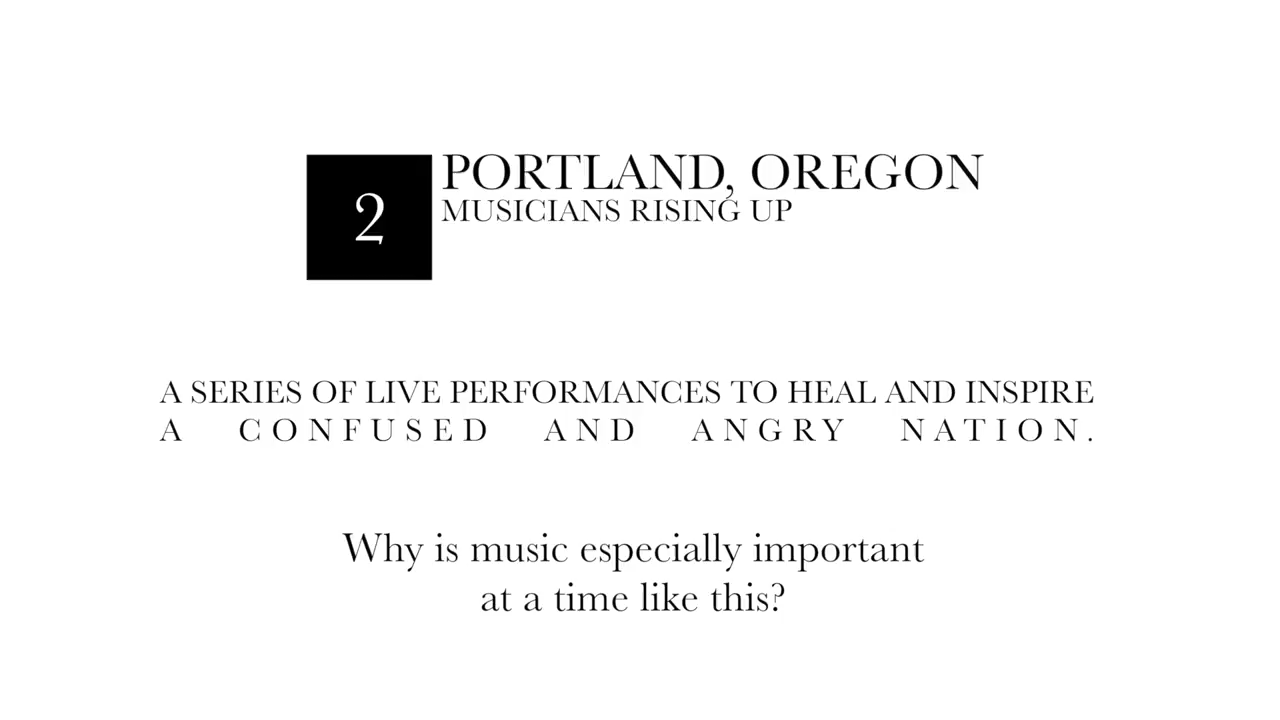 2
PORTLAND, OREGON
MUSICIANS RISING UP
A SERIES OF LIVE PERFORMANCES TO HEAL AND INSPIRE
A CONFUSED AND ANGRY NATION.
Why is music especially important
at a time like this?